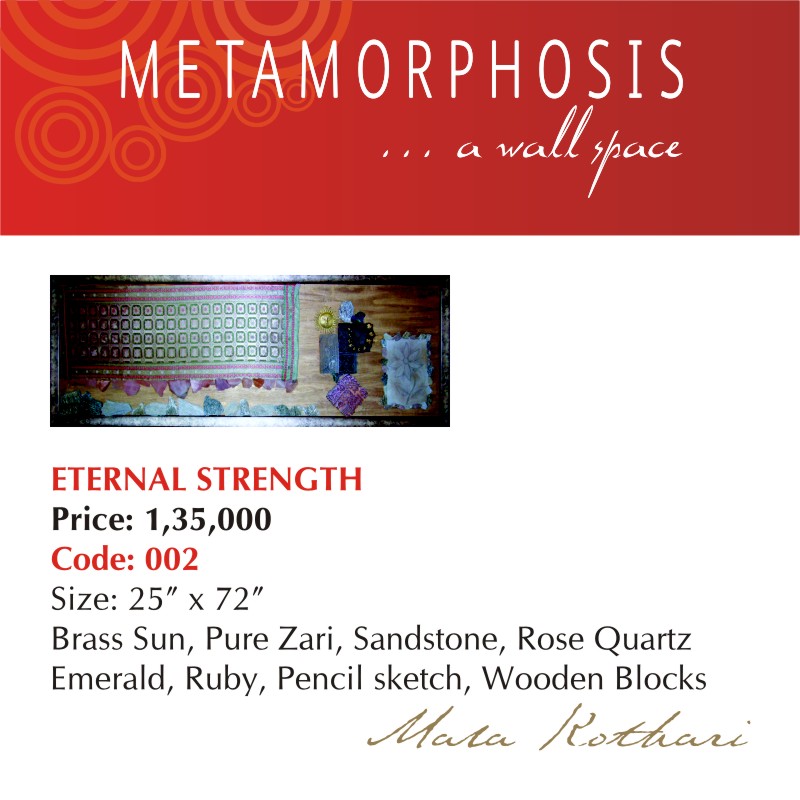 METAMORPHOSIS
... a wall space
ETERNAL STRENGTH
Price: 1,35,000
Code: 002
Size: 25” x 72”
Brass Sun, Pure Zari, Sandstone, Rose Quartz
Emerald, Ruby, Pencil sketch, Wooden Blocks
Mala Kothari